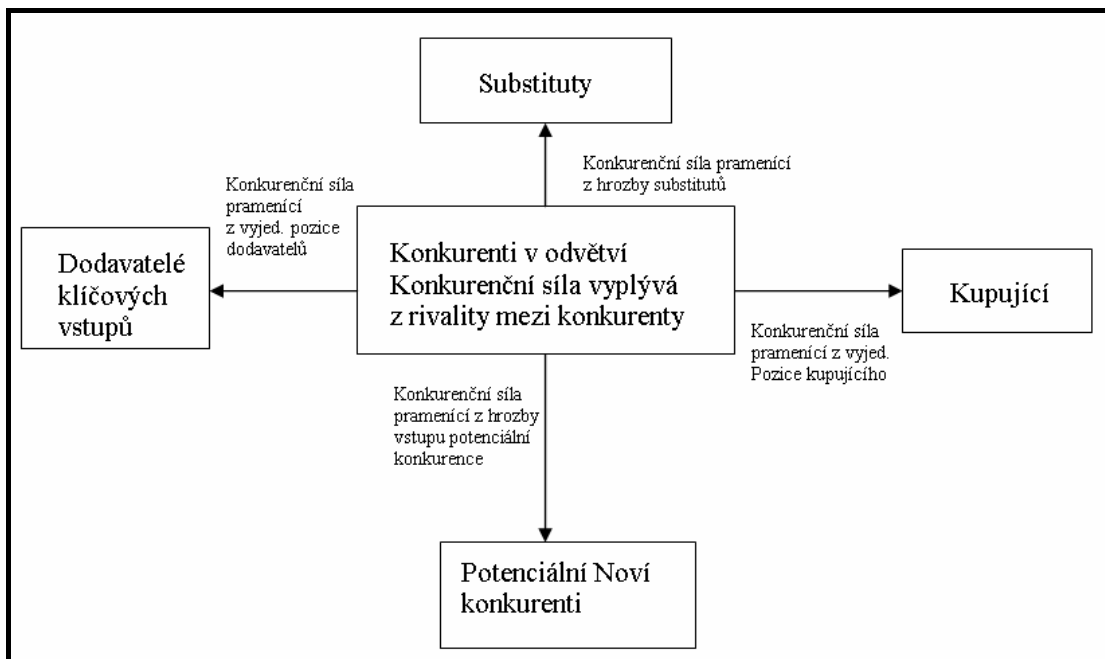 Substituty
Konkurenční síla pramenící
z hrozby substitutů
Konkurenční síla
pramenící
z vyjed. pozice
dodavatelů
Dodavatelé
klíčových
vstupů
Konkurenti v odvětví
Konkurenční síla vyplývá
z rivality mezi konkurenty
Kupující
Konkurenční síla
pramenící z vyjed.
Pozice kupujícího
Konkurenční síla
pramenící z hrozby
vstupu potenciální
konkurence
Potenciální Noví
konkurenti